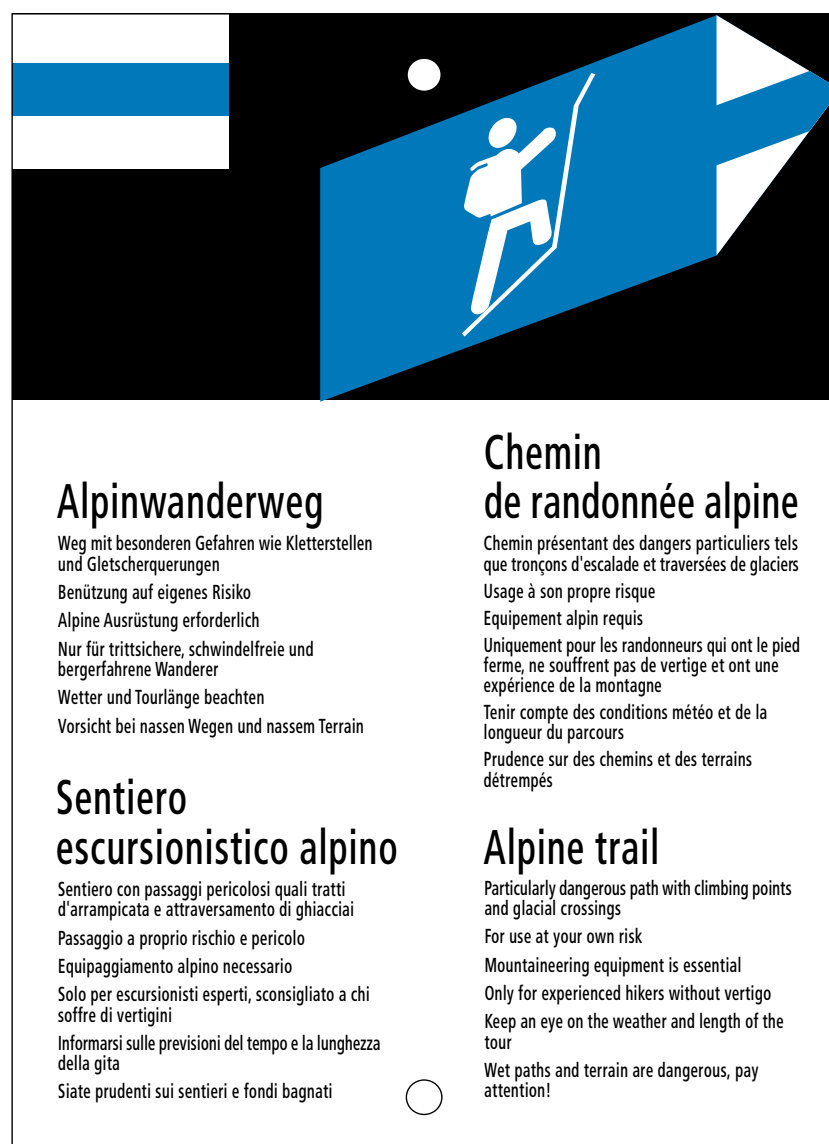 Alpinwanderweg
Weg mit besonderen Gefahren wie Kletterstellen
und Gletscherquerungen
Benützung auf eigenes Risiko
Alpine Ausrüstung erforderlich
Nur für trittsichere, schwindelfreie und
bergerfahrene Wanderer
Wetter und Tourlänge beachten
Vorsicht bei nassen Wegen und nassem Terrain
Chemin
de randonnée alpine
Chemin présentant des dangers particuliers tels
que tronçons d'escalade et traversées de glaciers
Usage à son propre risque
Equipement alpin requis
Uniquement pour les randonneurs qui ont le pied
ferme, ne souffrent pas de vertige et ont une
expérience de la montagne
Tenir compte des conditions météo et de la
longueur du parcours
Prudence sur des chemins et des terrains
détrempés
Sentiero
escursionistico alpino
Sentiero con passaggi pericolosi quali tratti
d'arrampicata e attraversamento di ghiacciai
Passaggio a proprio rischio e pericolo
Equipaggiamento alpino necessario
Solo per escursionisti esperti, sconsigliato a chi
soffre di vertigini
Informarsi sulle previsioni del tempo e la lunghezza
della gita
Siate prudenti sui sentieri e fondi bagnati
Alpine trail
Particularly dangerous path with climbing points
and glacial crossings
For use at your own risk
Mountaineering equipment is essential
Only for experienced hikers without vertigo
Keep an eye on the weather and length of the
tour
Wet paths and terrain are dangerous, pay
attention!